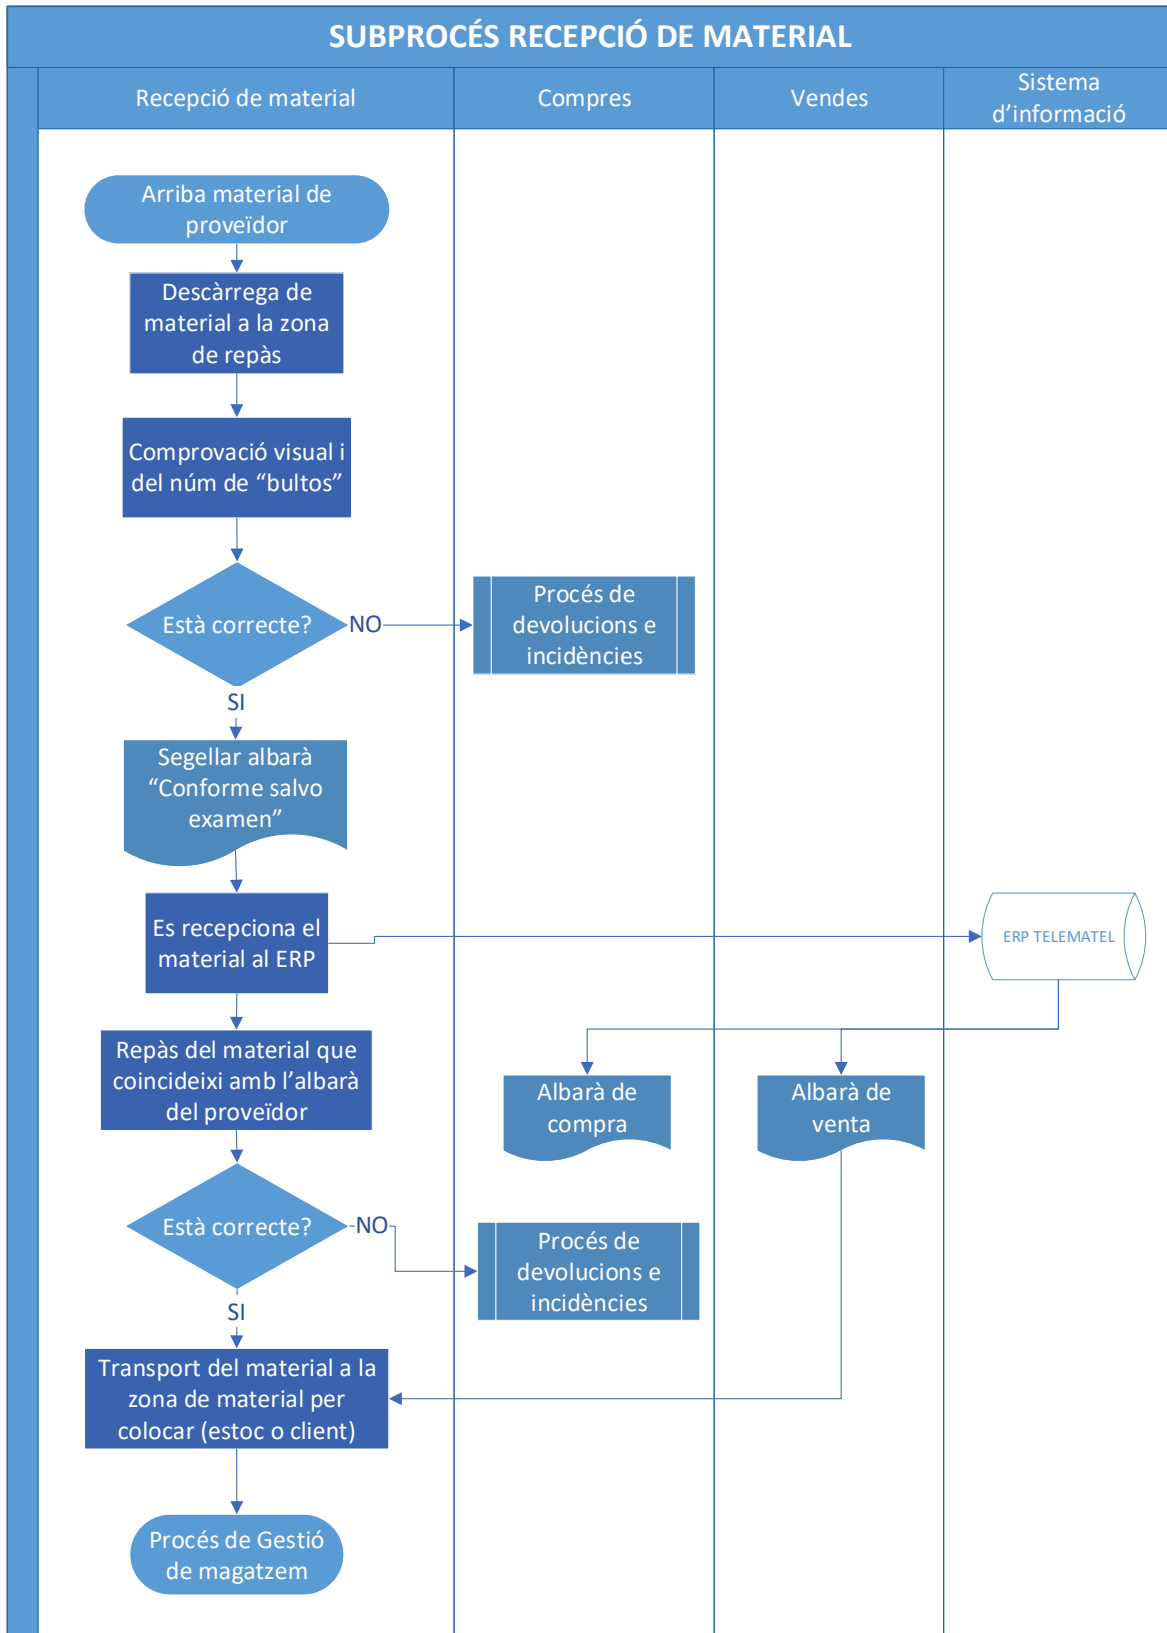 SUBPROCÉS RECEPCIÓ DE MATERIAL
Recepció de material
Compres
Vendes
Sistema
d’informació
Arriba material de
proveïdor
Descàrrega de
material a la zona
de repàs
Comprovació visual i
del núm de “bultos”
Està correcte?
NO
Procés de
devolucions e
incidències
SI
Segellar albarà
“Conforme salvo
examen”
Es recepciona el
material al ERP
ERP TELEMATEL
Repàs del material que
coincideixi amb l’albarà
del proveïdor
Albarà de
compra
Albarà de
venta
Està correcte?
NO
Procés de
devolucions e
incidències
SI
Transport del material a la
zona de material per
colocar (estoc o client)
Procés de Gestió
de magatzem